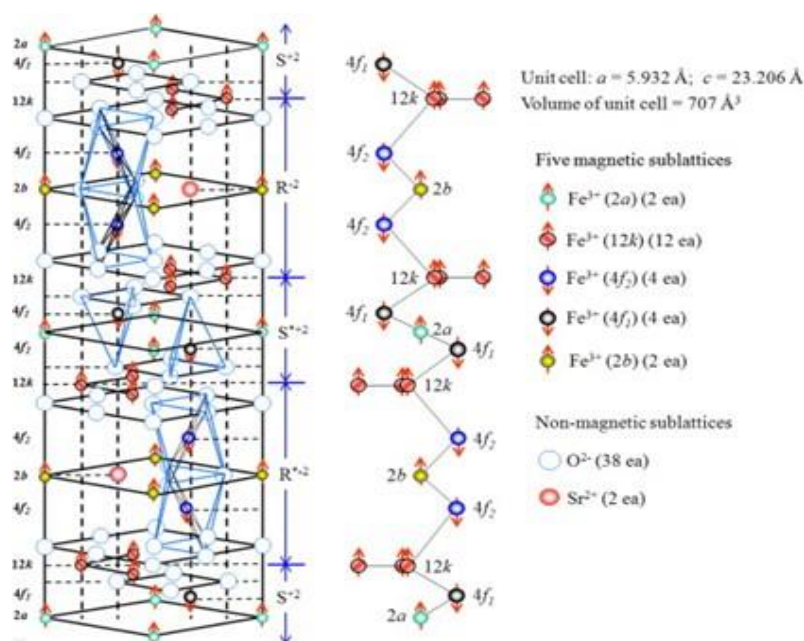 2a
4f1
S+2
12k
4f2
R-2
2b
4f2
12k
4f1
S*+2
2a
4f1
12k
4f2
R*-2
2b
4f2
12k
4f1
S+2
2a
4f1
12k
4f2
2b
4f2
12k
4f1
2a
4f1
12k
4f2
2b
4f2
12k
4f1
2a
Unit cell: a = 5.932 Å; c = 23.206 Å
Volume of unit cell = 707 Å3
Five magnetic sublattices
Fe3+ (2a) (2 ea)
Fe3+ (12k) (12 ea)
Fe3+ (4f2) (4 ea)
Fe3+ (4f1) (4 ea)
Fe3+ (2b) (2 ea)
Non-magnetic sublattices
O2- (38 ea)
Sr2+ (2 ea)